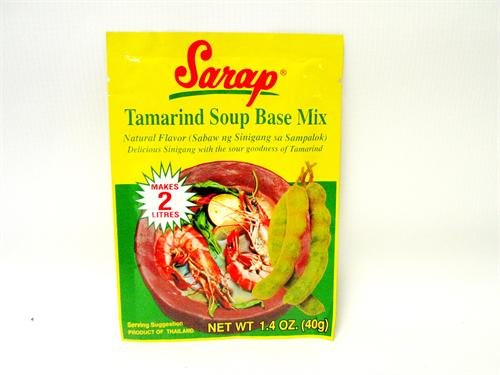 Sarap®
Tamarind Soup Base Mix
Natural Flavor (Sabaw ng Sinigang sa Sampalok)
Delicious Sinigang with the sour goodness of Tamarind
MAKES
2
LITRES
Serving Suggestion
PRODUCT OF THAILAND
NET WT 1.4 OZ. (40g)